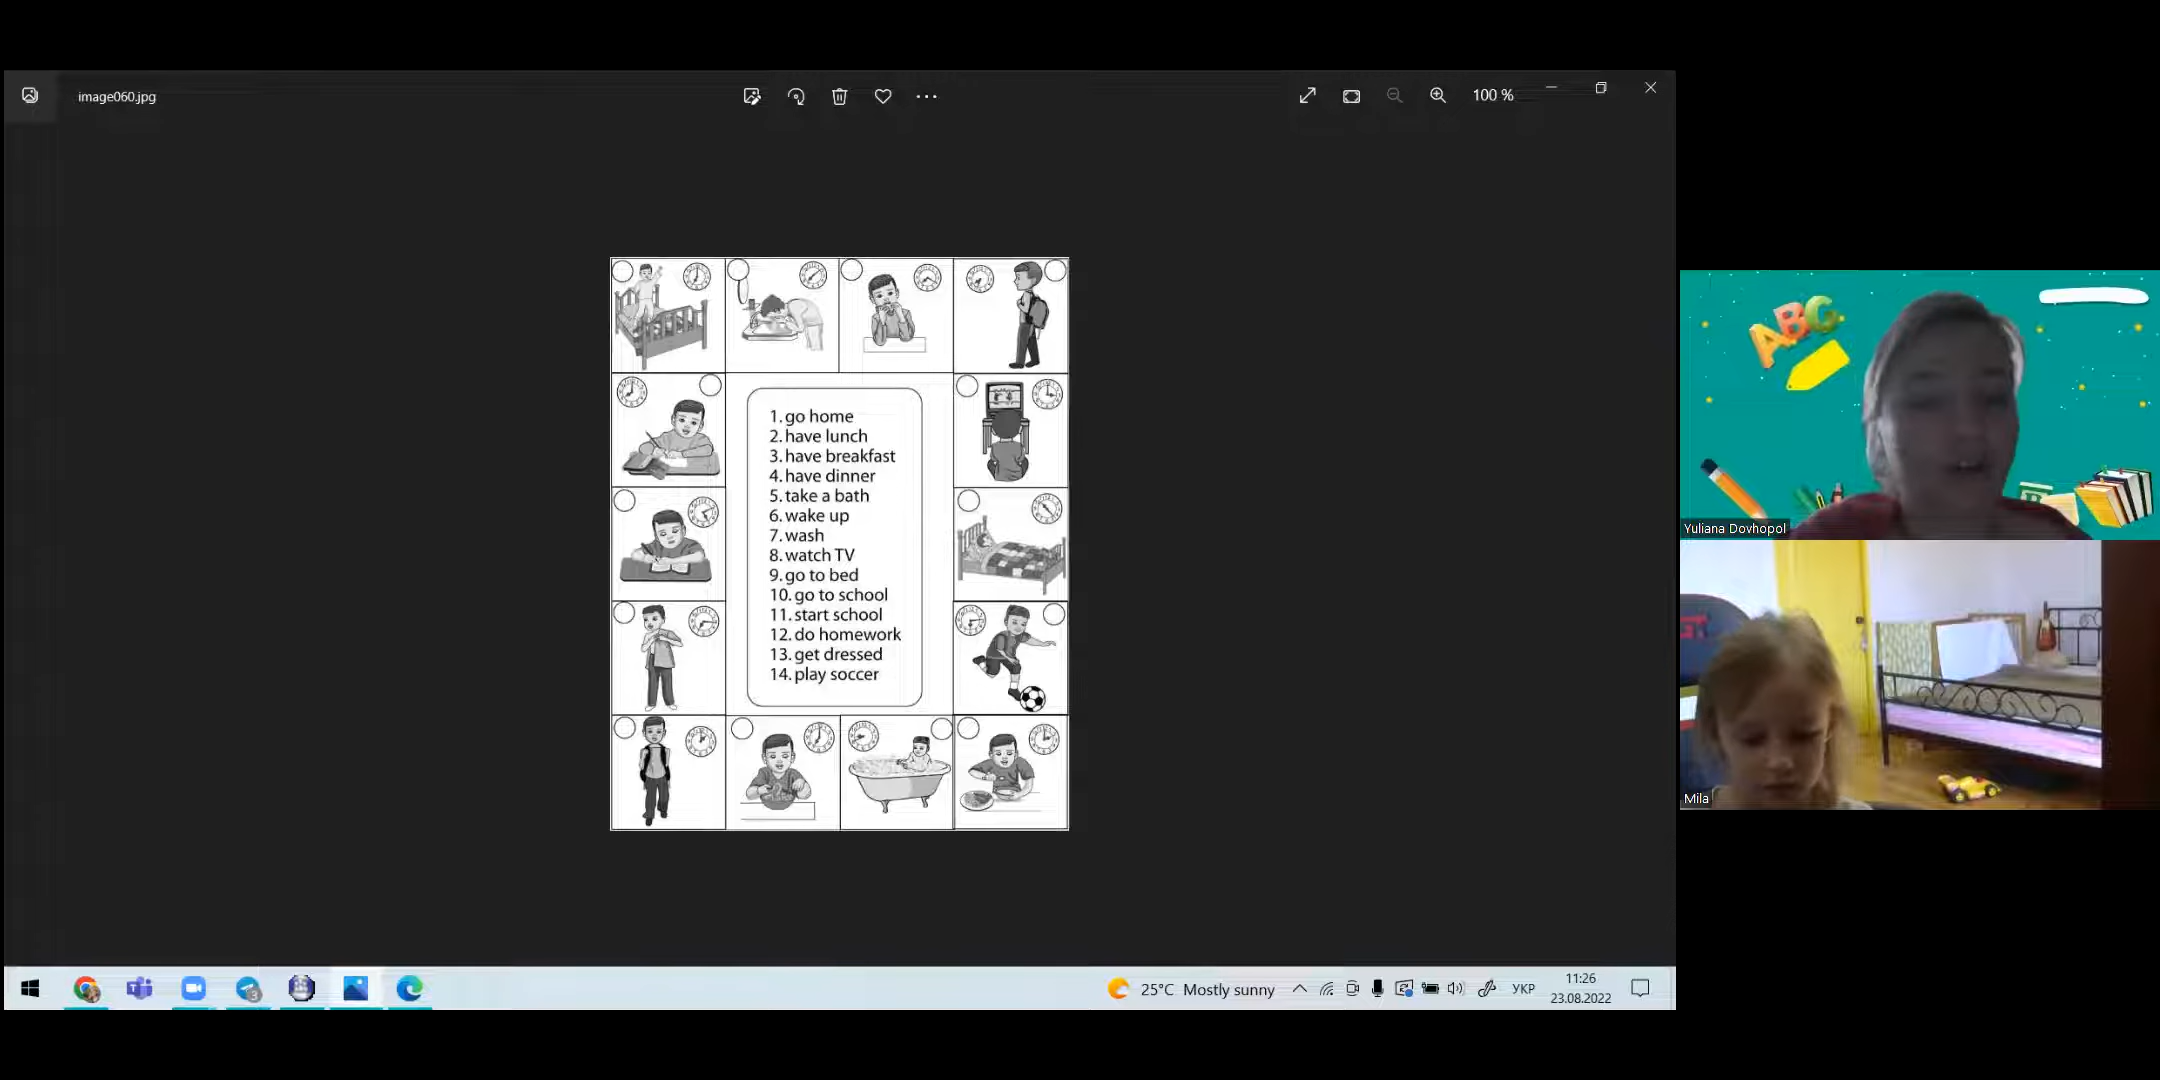 image060.jpg
100 %
1. go home
2. have lunch
3. have breakfast
4. have dinner
5. take a bath
6. wake up
7. wash
8. watch TV
9. go to bed
10. go to school
11. start school
12. do homework
13. get dressed
14. play soccer
ABC
Yuliana Dovhopol
GT
Mila
3
25°C Mostly sunny
УКР
11:26
23.08.2022